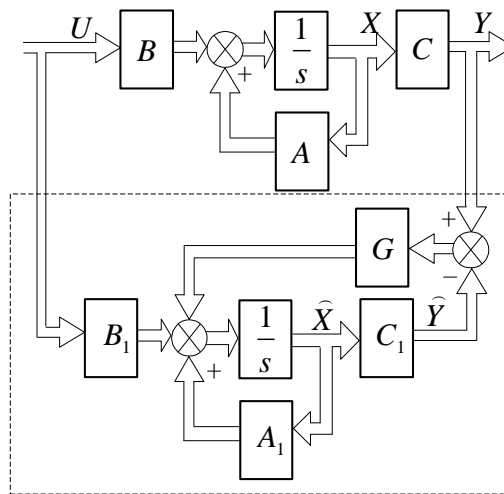 U B + 1/s X C Y
A
+
G
−
B₁ + 1/s X̂ C₁ Ŷ
A₁